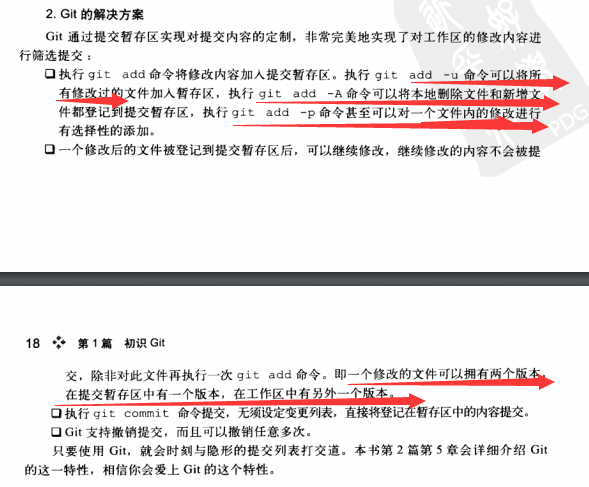 2. Git 的解决方案
Git 通过提交暂存区实现对提交内容的定制，非常完美地实现了对工作区的修改内容进
行筛选提交：
❑执行 git add 命令将修改内容加入提交暂存区。执行 git add -u 命令可以将所
有修改过的文件加入暂存区，执行 git add -A 命令可以将本地删除文件和新增文
件都登记到提交暂存区，执行 git add -p 命令甚至可以对一个文件内的修改进行
有选择性的添加。
❑一个修改后的文件被登记到提交暂存区后，可以继续修改，继续修改的内容不会被提
PDG
18 第 1 篇 初识 Git
交，除非对此文件再执行一次 git add 命令。即一个修改的文件可以拥有两个版本，
在提交暂存区中有一个版本，在工作区中有另外一个版本。
❑执行 git commit 命令提交，无须设定变更列表，直接将登记在暂存区中的内容提交。
❑Git 支持撤销提交，而且可以撤销任意多次。
只要使用 Git，就会时刻与隐形的提交列表打交道。本书第 2 篇第 5 章会详细介绍 Git
的这一特性，相信你会爱上 Git 的这个特性。